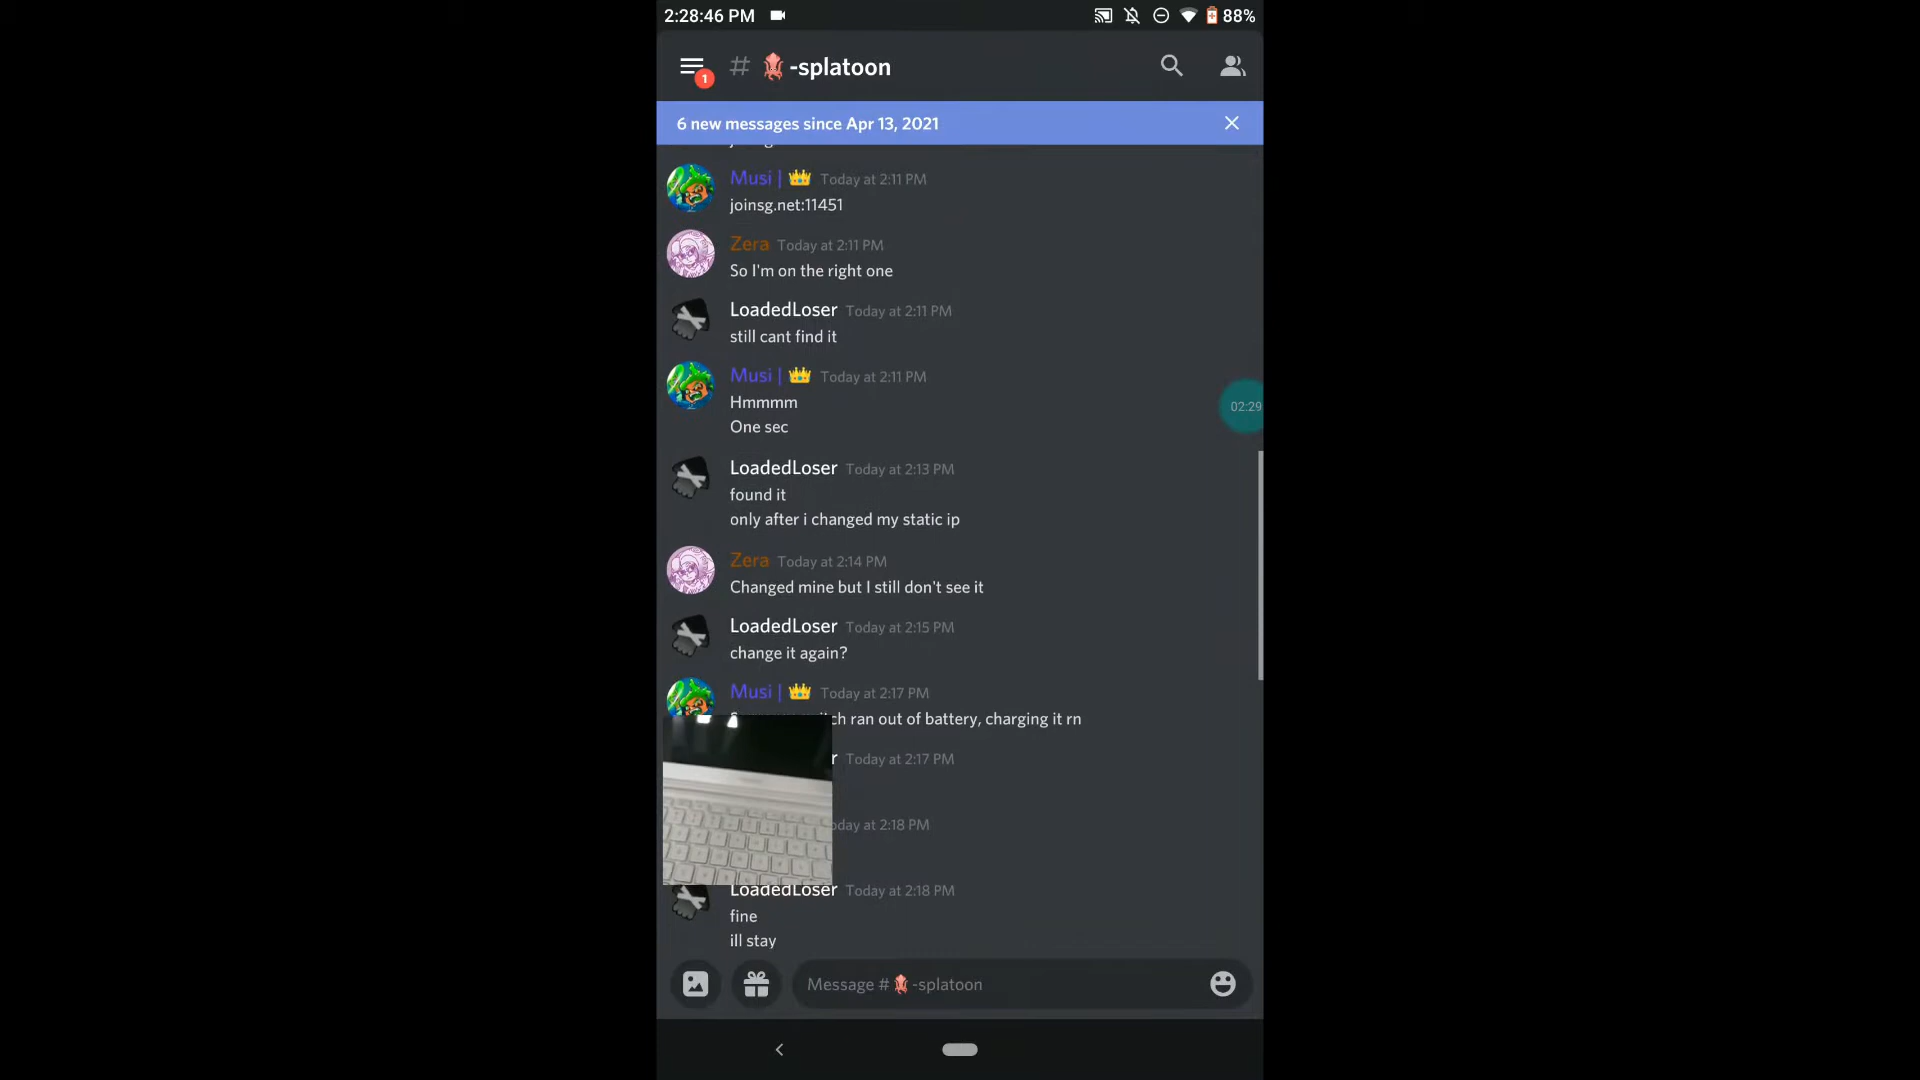 2:28:46 PM 88%
1 # -splatoon
6 new messages since Apr 13, 2021
Musi | Today at 2:11 PM
joinsg.net:11451
Zera Today at 2:11 PM
So I'm on the right one
LoadedLoser Today at 2:11 PM
still cant find it
Musi | Today at 2:11 PM
Hmmmm
One sec
02:29
LoadedLoser Today at 2:13 PM
found it
only after i changed my static ip
Zera Today at 2:14 PM
Changed mine but I still don't see it
LoadedLoser Today at 2:15 PM
change it again?
Musi | Today at 2:17 PM
ran out of battery, charging it rn
Today at 2:17 PM
Today at 2:18 PM
LoadedLoser Today at 2:18 PM
fine
ill stay
Message # -splatoon